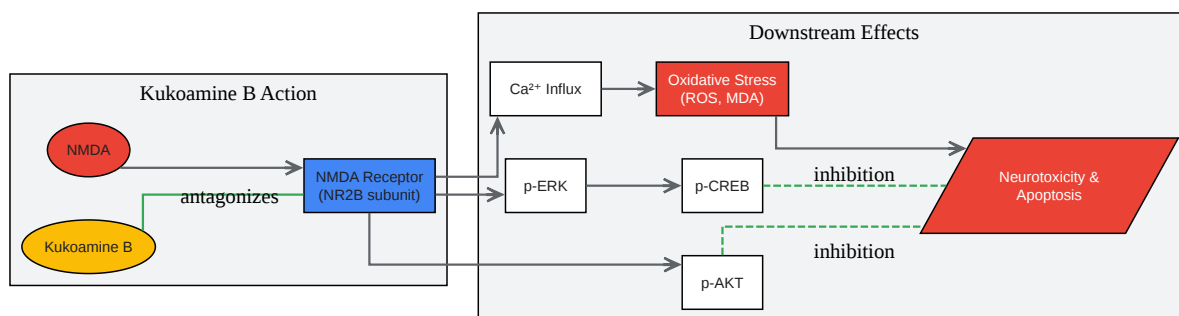 Kukoamine B Action
NMDA
antagonizes
Kukoamine B
NMDA Receptor
(NR2B subunit)
Downstream Effects
Ca²⁺ Influx
Oxidative Stress
(ROS, MDA)
p-ERK
p-CREB
inhibition
p-AKT
inhibition
Neurotoxicity &
Apoptosis